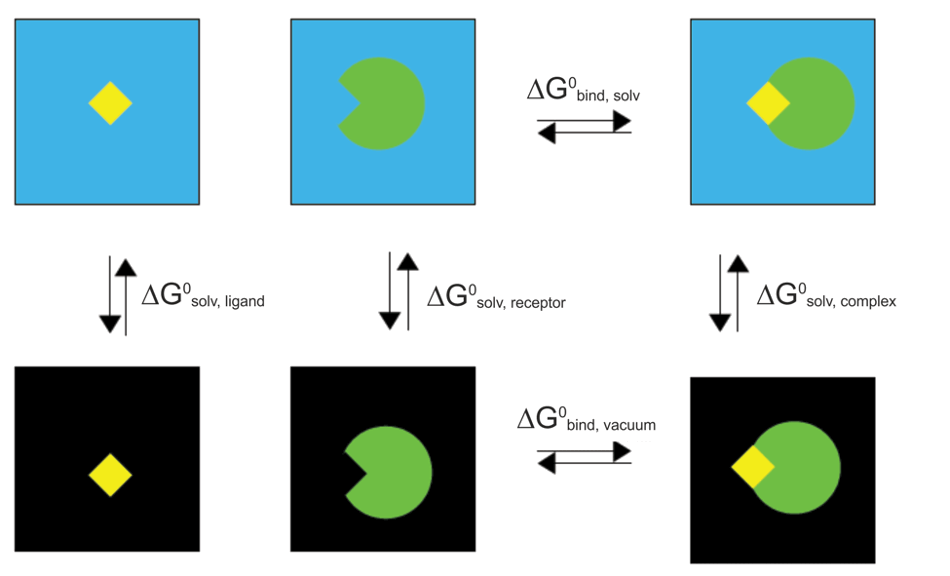 ΔG⁰bind, solv
ΔG⁰solv, ligand
ΔG⁰solv, receptor
ΔG⁰solv, complex
ΔG⁰bind, vacuum